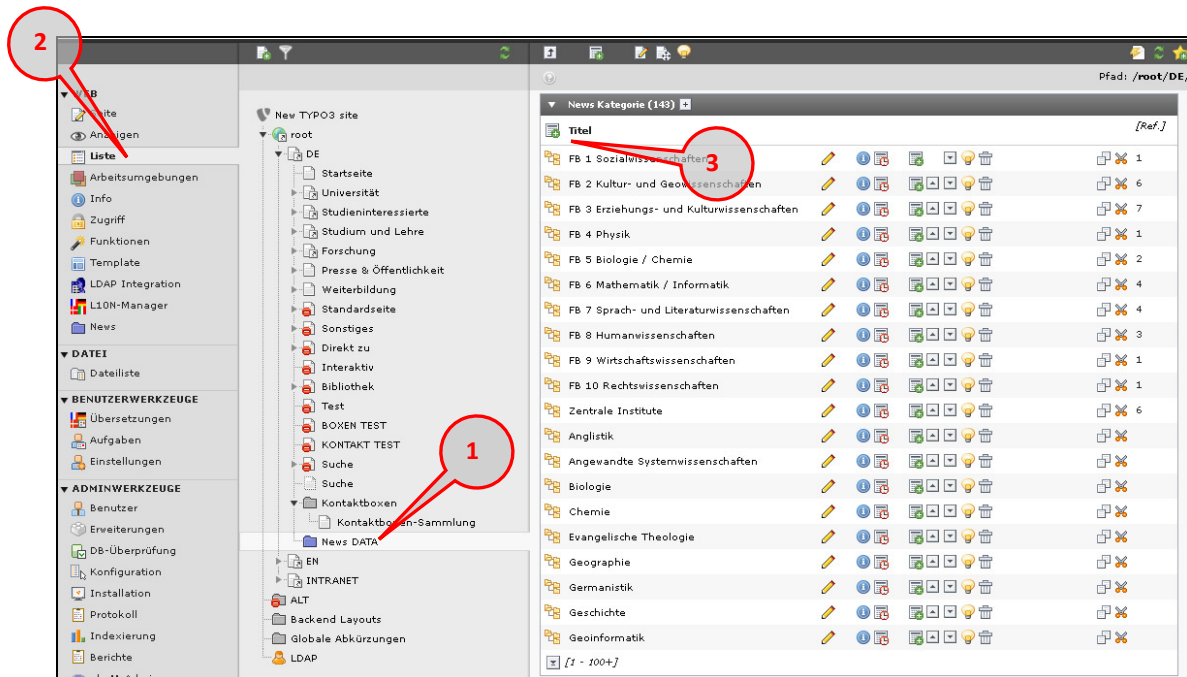 2
Pfad: /root/DE/
WEB
Seite
Anzeigen
Liste
Arbeitsumgebungen
Info
Zugriff
Funktionen
Template
LDAP Integration
L10N-Manager
News
DATEI
Dateiliste
BENUTZERWERKZEUGE
Übersetzungen
Aufgaben
Einstellungen
ADMINWERKZEUGE
Benutzer
Erweiterungen
DB-Überprüfung
Konfiguration
Installation
Protokoll
Indexierung
Berichte
New TYPO3 site
root
DE
Startseite
Universität
Studieninteressierte
Studium und Lehre
Forschung
Presse & Öffentlichkeit
Weiterbildung
Standardseite
Sonstiges
Direkt zu
Interaktiv
Bibliothek
Test
BOXEN TEST
KONTAKT TEST
Suche
Suche
Kontaktboxen
Kontaktboxen-Sammlung
News DATA
EN
INTRANET
ALT
Backend Layouts
Globale Abkürzungen
LDAP
1
News Kategorie (143)
Titel [Ref.]
3
FB 1 Sozialwissenschaften 1
FB 2 Kultur- und Geowissenschaften 6
FB 3 Erziehungs- und Kulturwissenschaften 7
FB 4 Physik 1
FB 5 Biologie / Chemie 2
FB 6 Mathematik / Informatik 4
FB 7 Sprach- und Literaturwissenschaften 4
FB 8 Humanwissenschaften 3
FB 9 Wirtschaftswissenschaften 1
FB 10 Rechtswissenschaften 1
Zentrale Institute 6
Anglistik
Angewandte Systemwissenschaften
Biologie
Chemie
Evangelische Theologie
Geographie
Germanistik
Geschichte
Geoinformatik
[1 - 100+]